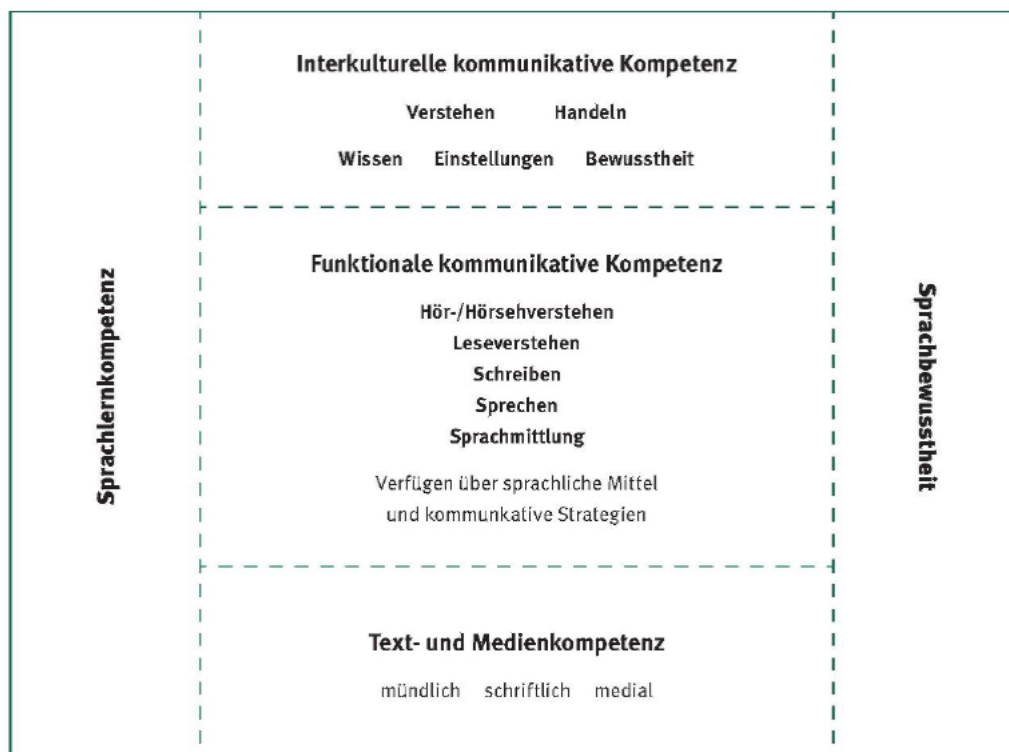 Interkulturelle kommunikative Kompetenz
Verstehen Handeln
Wissen Einstellungen Bewusstheit
Sprachlernkompetenz
Funktionale kommunikative Kompetenz
Hör-/Hörsehverstehen
Leseverstehen
Schreiben
Sprechen
Sprachmittlung
Verfügen über sprachliche Mittel
und kommunkative Strategien
Sprachbewusstheit
Text- und Medienkompetenz
mündlich schriftlich medial